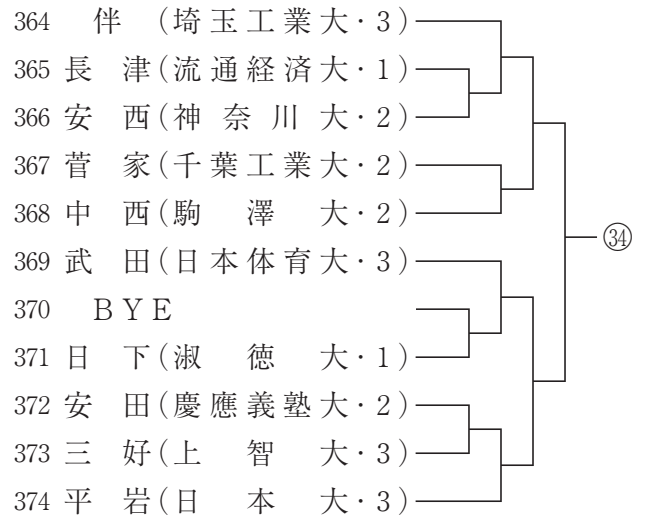 364 伴 (埼玉工業大・3)
365 長津(流通経済大・1)
366 安西(神奈川大・2)
367 菅家(千葉工業大・2)
368 中西(駒澤大・2)
369 武田(日本体育大・3)
㉞
370 BYE
371 日下(淑徳大・1)
372 安田(慶應義塾大・2)
373 三好(上智大・3)
374 平岩(日本大・3)